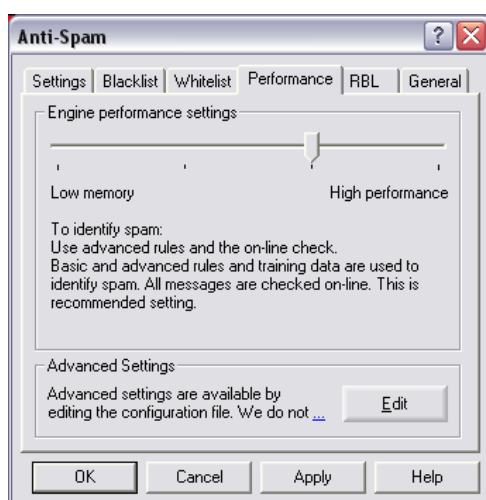 Anti-Spam
Settings Blacklist Whitelist Performance RBL General
Engine performance settings
Low memory High performance
To identify spam:
Use advanced rules and the on-line check.
Basic and advanced rules and training data are used to
identify spam. All messages are checked on-line. This is
recommended setting.
Advanced Settings
Advanced settings are available by
editing the configuration file. We do not ...
Edit
OK Cancel Apply Help